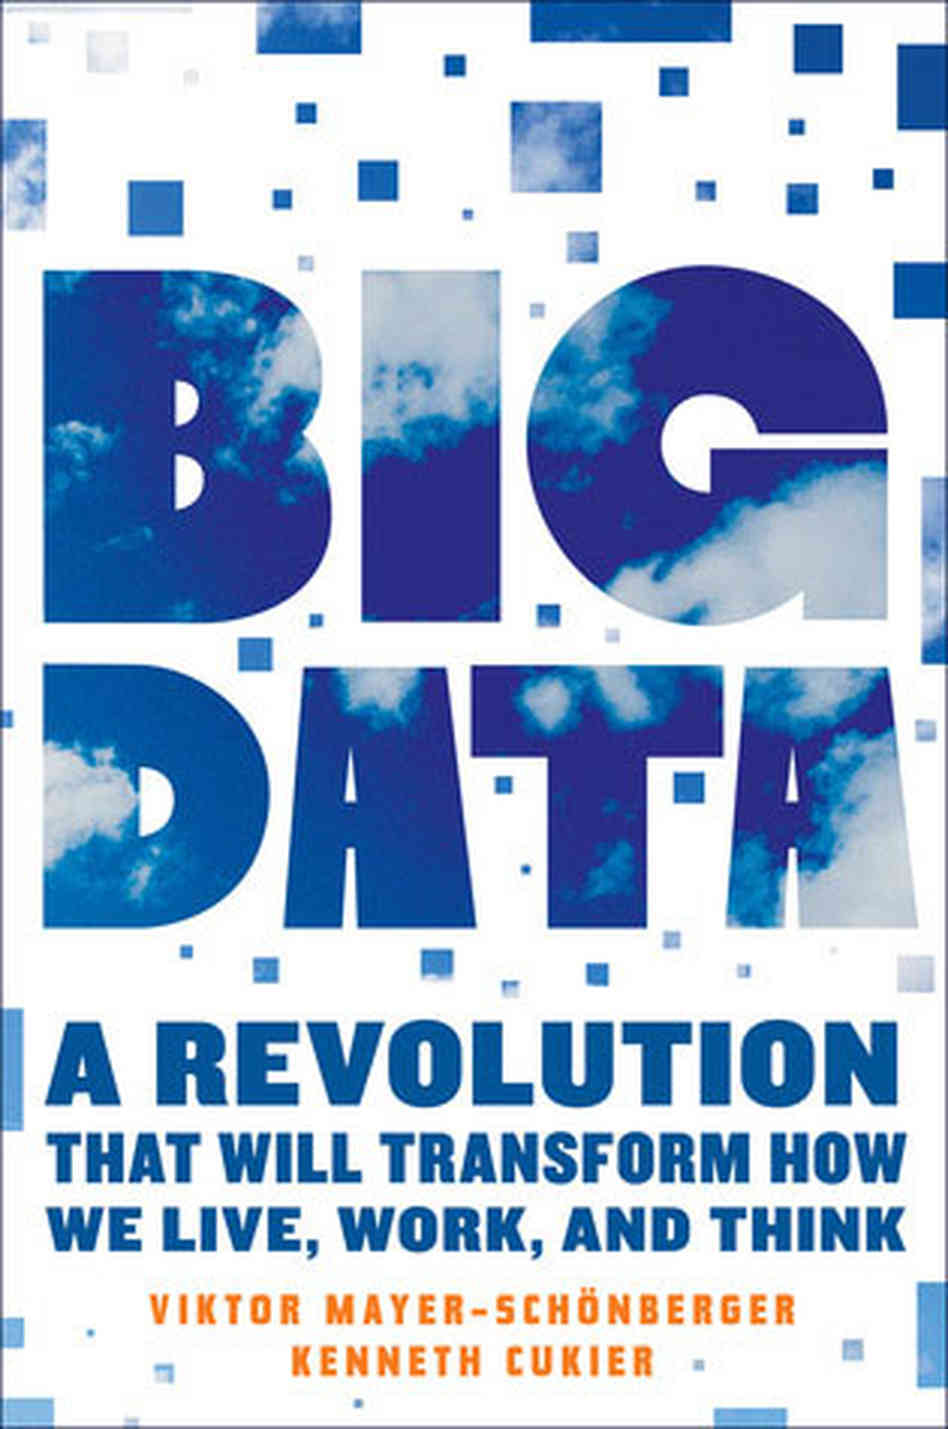 BIG
DATA
A REVOLUTION
THAT WILL TRANSFORM HOW
WE LIVE, WORK, AND THINK
VIKTOR MAYER-SCHÖNBERGER
KENNETH CUKIER